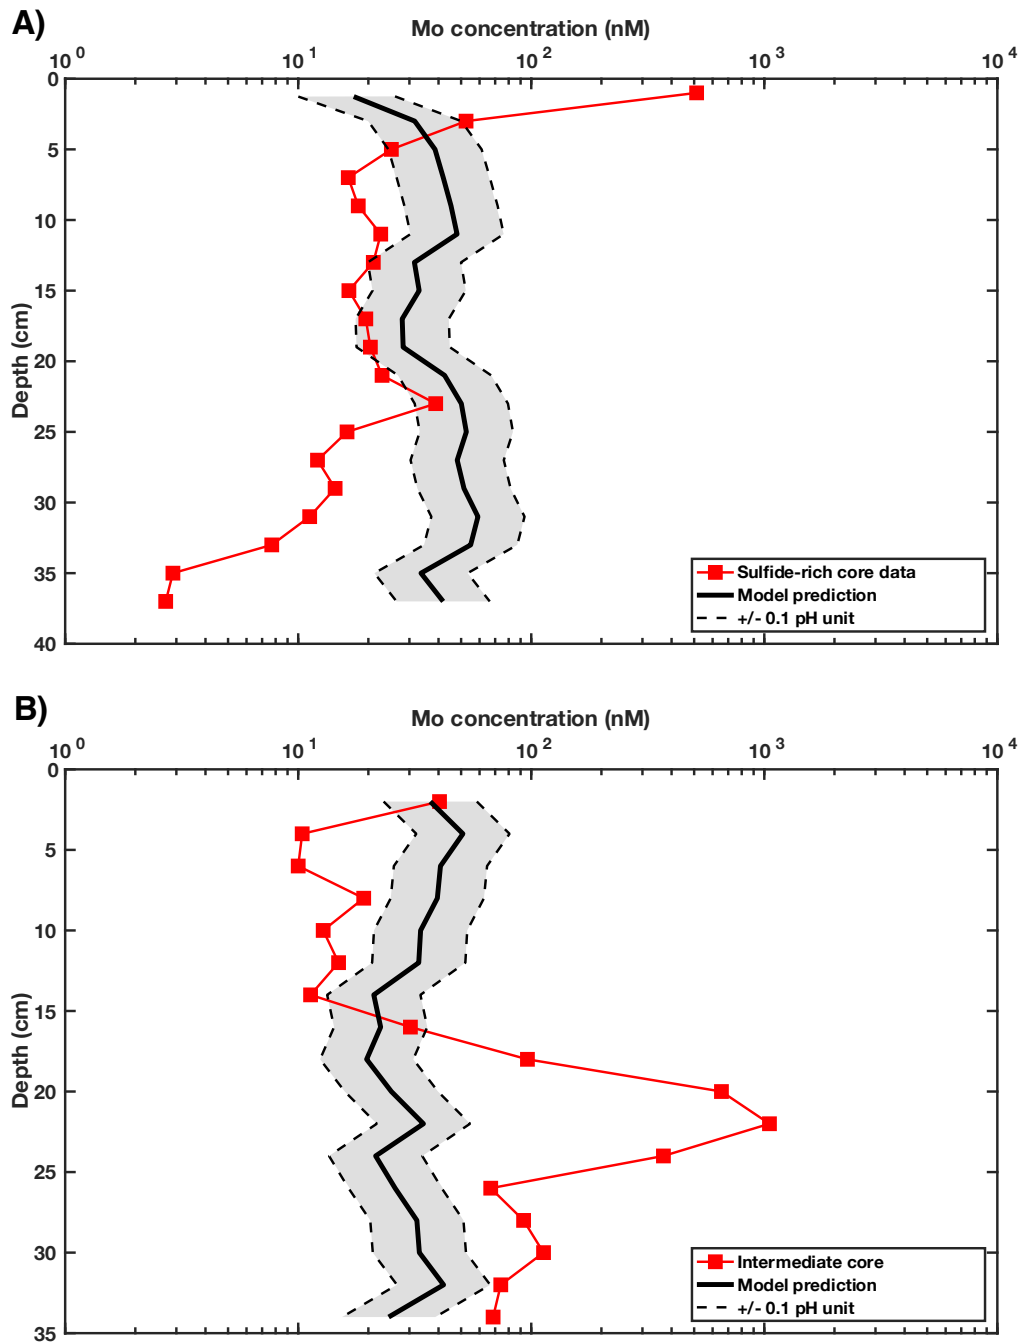 A)
Mo concentration (nM)
10^0 10^1 10^2 10^3 10^4
0
5
10
15
20
25
30
35
40
Depth (cm)
Sulfide-rich core data
Model prediction
+/- 0.1 pH unit
B)
Mo concentration (nM)
10^0 10^1 10^2 10^3 10^4
0
5
10
15
20
25
30
35
Depth (cm)
Intermediate core
Model prediction
+/- 0.1 pH unit